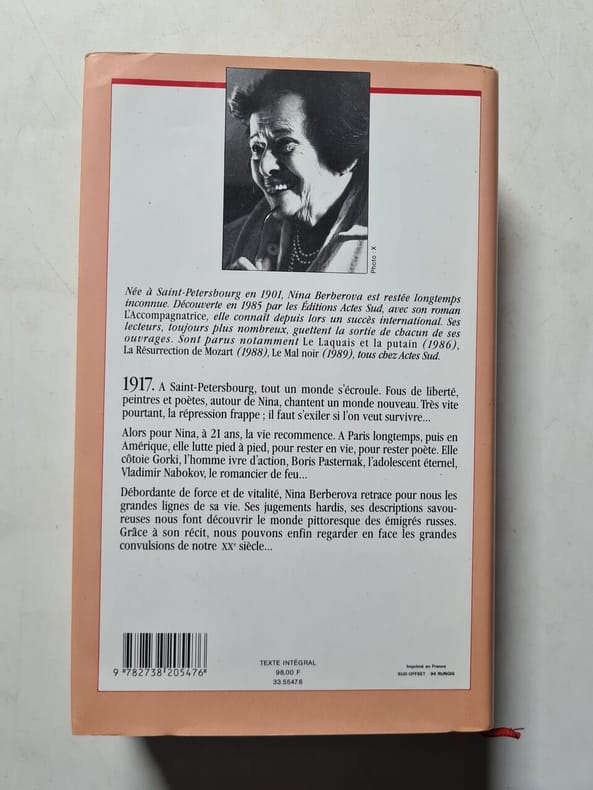 Photo : X
Née à Saint-Petersbourg en 1901, Nina Berberova est restée longtemps
inconnue. Découverte en 1985 par les Éditions Actes Sud, avec son roman
L'Accompagnatrice, elle connaît depuis lors un succès international. Ses
lecteurs, toujours plus nombreux, guettent la sortie de chacun de ses
ouvrages. Sont parus notamment Le Laquais et la putain (1986),
La Résurrection de Mozart (1988), Le Mal noir (1989), tous chez Actes Sud.
1917. A Saint-Petersbourg, tout un monde s'écroule. Fous de liberté,
peintres et poètes, autour de Nina, chantent un monde nouveau. Très vite
pourtant, la répression frappe ; il faut s'exiler si l'on veut survivre...
Alors pour Nina, à 21 ans, la vie recommence. A Paris longtemps, puis en
Amérique, elle lutte pied à pied, pour rester en vie, pour rester poète. Elle
côtoie Gorki, l'homme ivre d'action, Boris Pasternak, l'adolescent éternel,
Vladimir Nabokov, le romancier de feu...
Débordante de force et de vitalité, Nina Berberova retrace pour nous les
grandes lignes de sa vie. Ses jugements hardis, ses descriptions savou-
reuses nous font découvrir le monde pittoresque des émigrés russes.
Grâce à son récit, nous pouvons enfin regarder en face les grandes
convulsions de notre XXe siècle...
9 782738 205476
TEXTE INTÉGRAL
98,00 F
33.5547.6
Imprimé en France
SUD-OFFSET - 94 RUNGIS